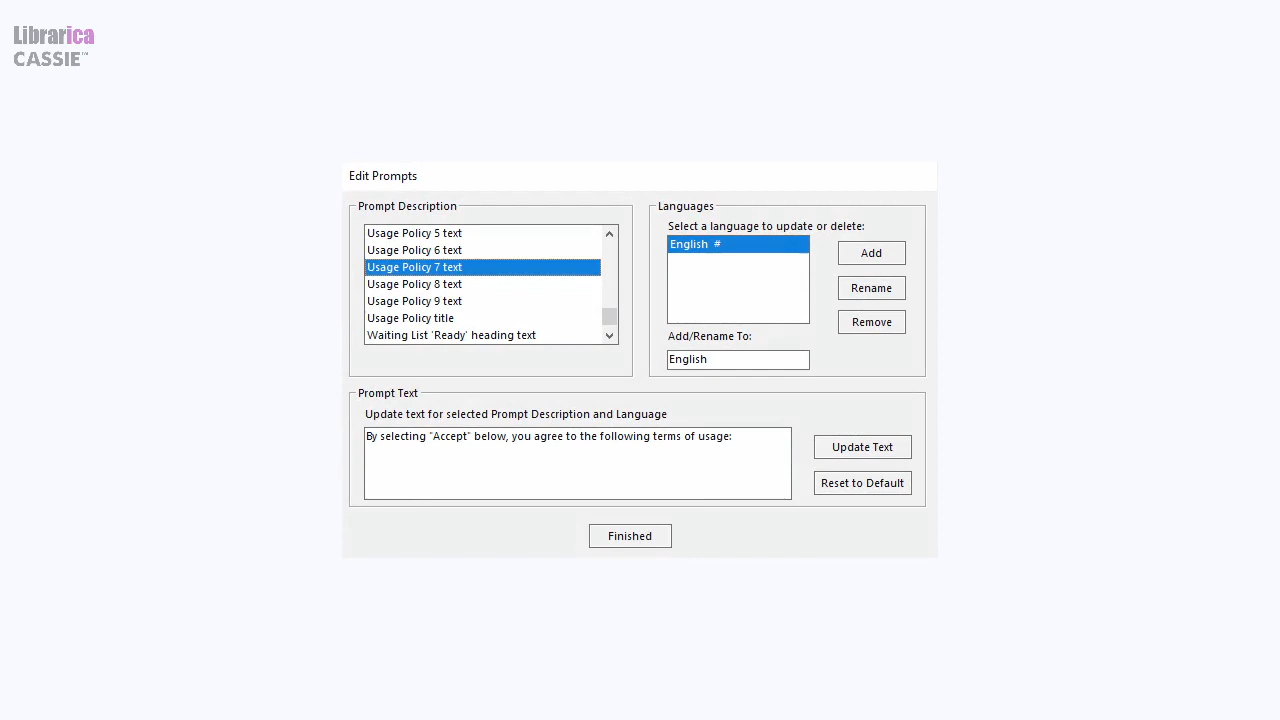 Librarica
CASSIE™
Edit Prompts
Prompt Description
Usage Policy 5 text
Usage Policy 6 text
Usage Policy 7 text
Usage Policy 8 text
Usage Policy 9 text
Usage Policy title
Waiting List 'Ready' heading text
Languages
Select a language to update or delete:
English #
Add
Rename
Remove
Add/Rename To:
English
Prompt Text
Update text for selected Prompt Description and Language
By selecting "Accept" below, you agree to the following terms of usage:
Update Text
Reset to Default
Finished